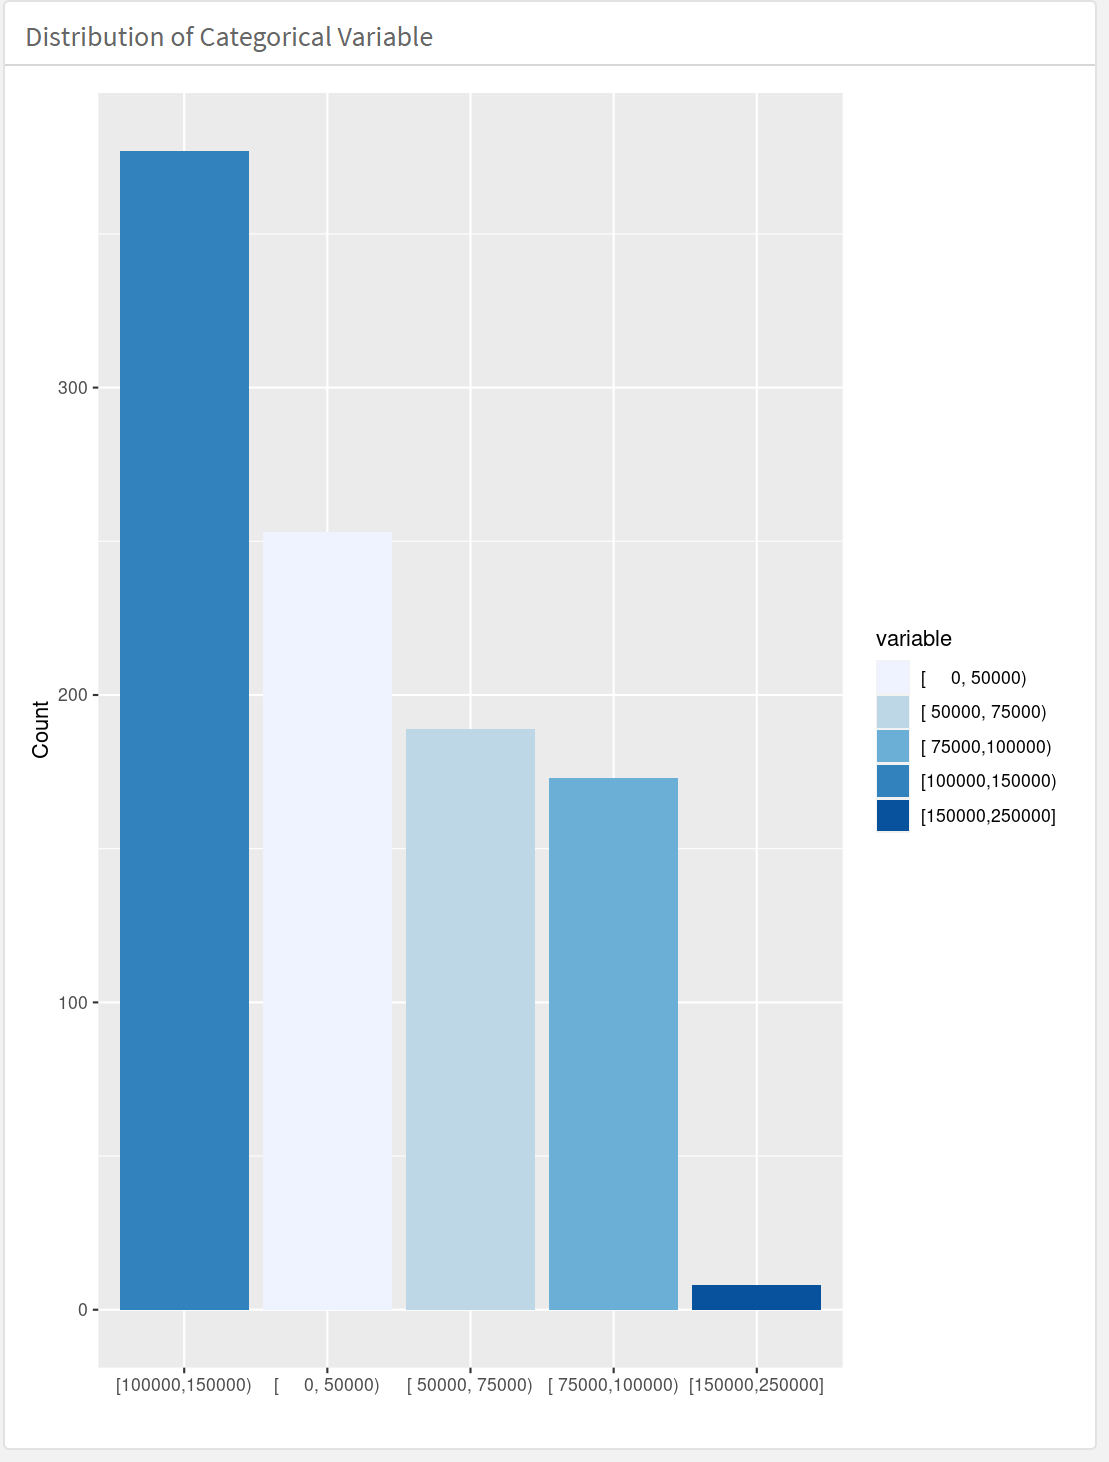 Distribution of Categorical Variable
300
200
100
0
Count
[100000,150000)
[     0, 50000)
[ 50000, 75000)
[ 75000,100000)
[150000,250000]
variable
[     0, 50000)
[ 50000, 75000)
[ 75000,100000)
[100000,150000)
[150000,250000]